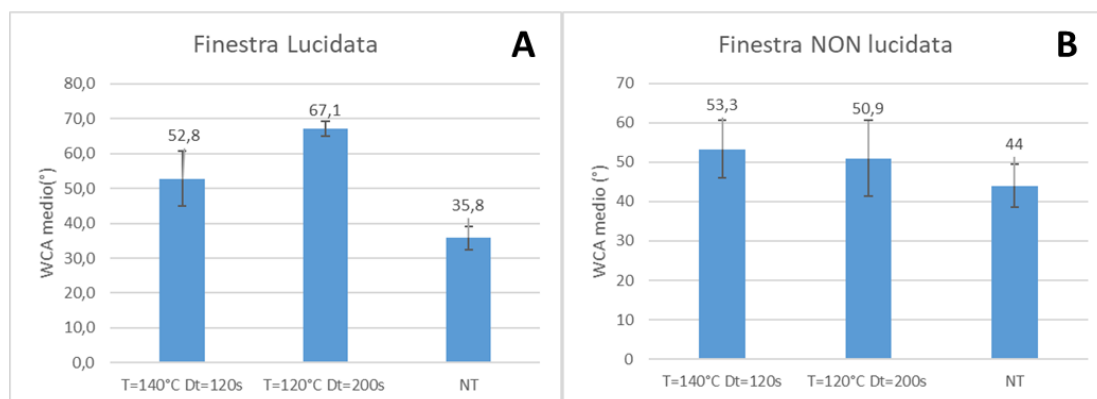 Finestra Lucidata
A
WCA medio(°)
80,0
70,0
60,0
50,0
40,0
30,0
20,0
10,0
0,0
52,8
67,1
35,8
T=140°C Dt=120s
T=120°C Dt=200s
NT
Finestra NON lucidata
B
WCA medio (°)
70
60
50
40
30
20
10
0
53,3
50,9
44
T=140°C Dt=120s
T=120°C Dt=200s
NT